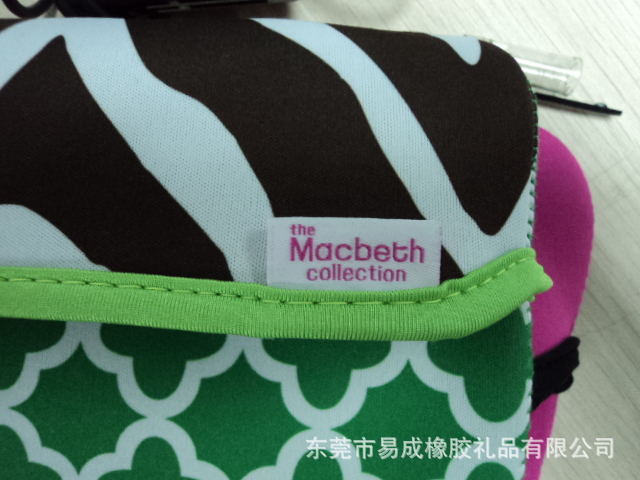 the
Macbeth
collection
东莞市易成橡胶礼品有限公司